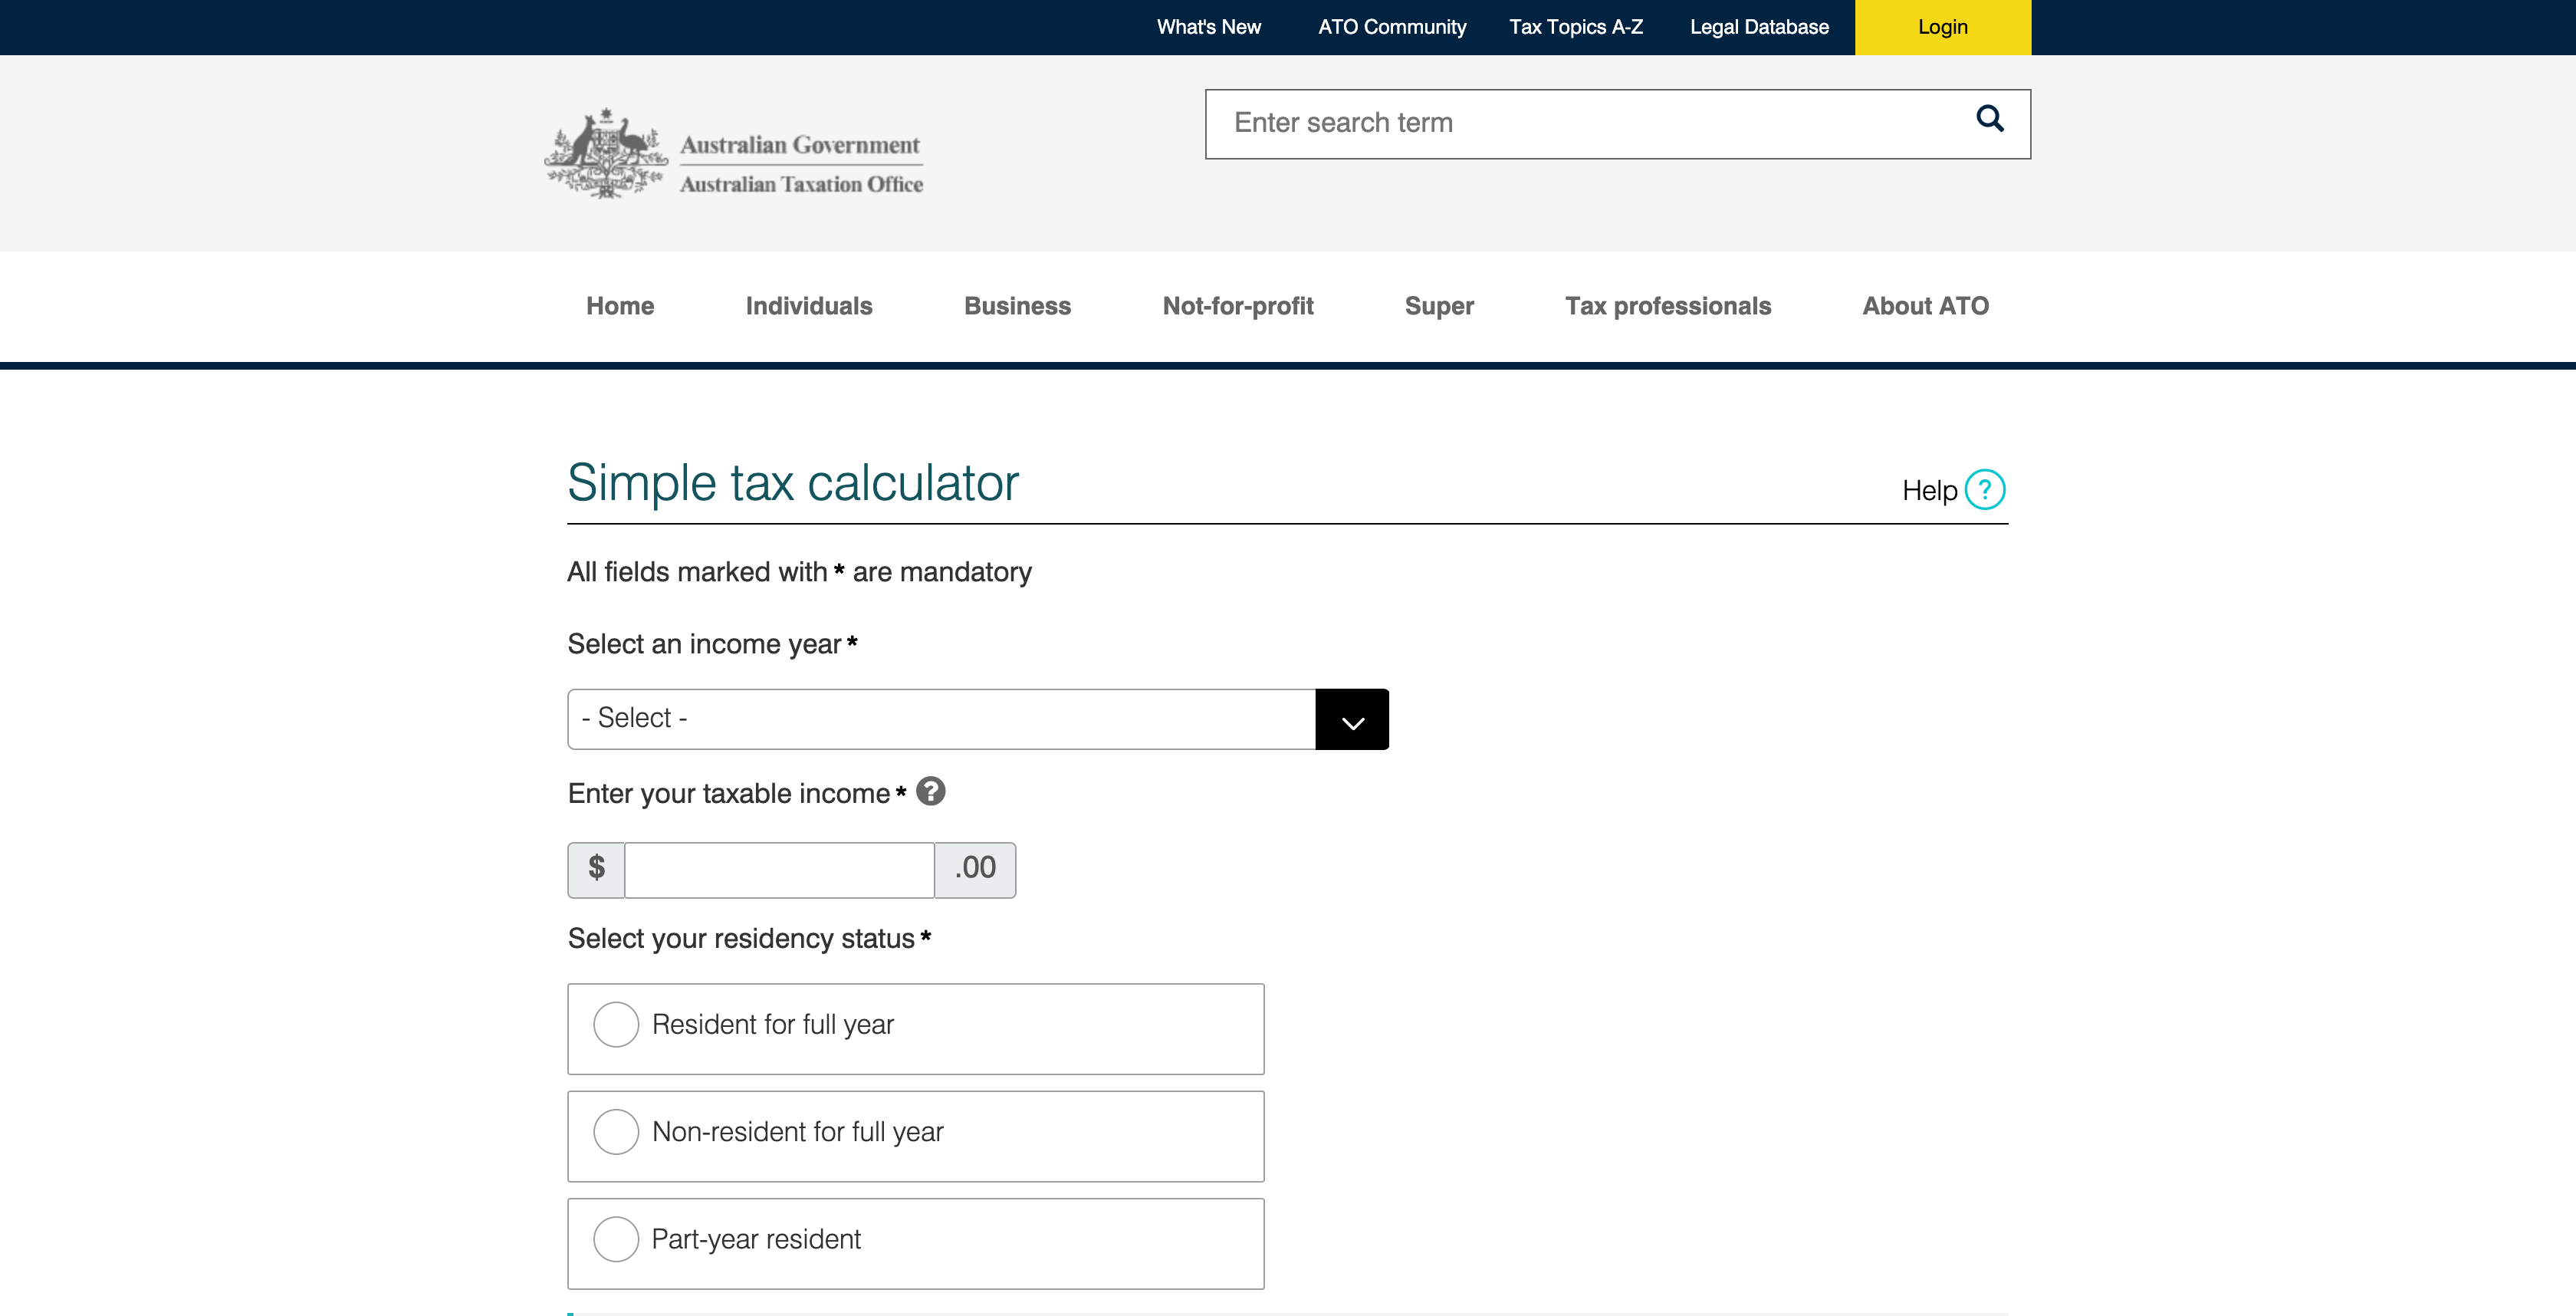 What's New ATO Community Tax Topics A-Z Legal Database Login
Australian Government
Australian Taxation Office
Enter search term
Home Individuals Business Not-for-profit Super Tax professionals About ATO
Simple tax calculator
Help ?
All fields marked with * are mandatory
Select an income year *
- Select -
Enter your taxable income * ?
$ .00
Select your residency status *
Resident for full year
Non-resident for full year
Part-year resident